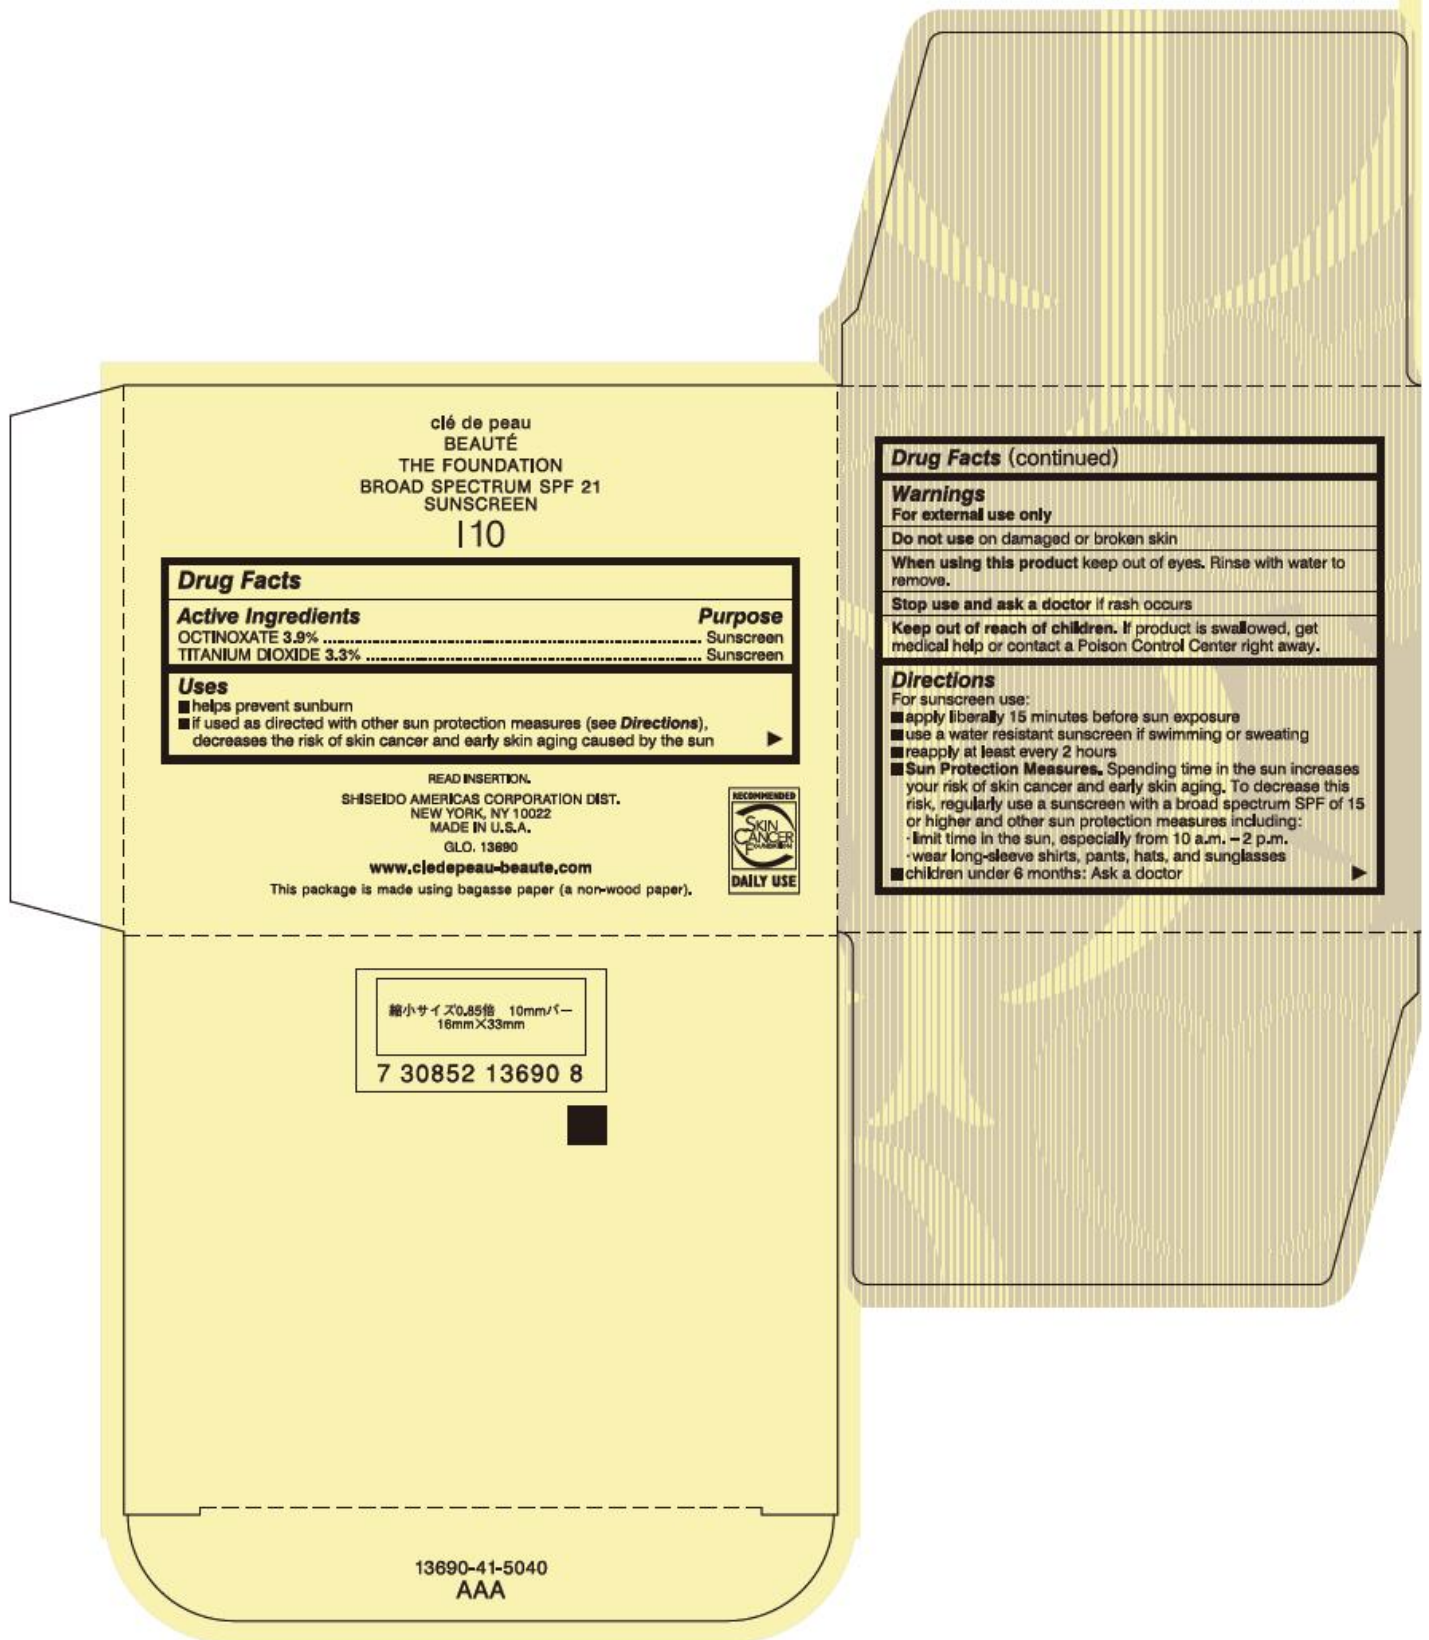 clé de peau
BEAUTÉ
THE FOUNDATION
BROAD SPECTRUM SPF 21
SUNSCREEN
I 10
Drug Facts
Active Ingredients Purpose
OCTINOXATE 3.9% ........ Sunscreen
TITANIUM DIOXIDE 3.3% ........ Sunscreen
Uses
■ helps prevent sunburn
■ if used as directed with other sun protection measures (see Directions),
decreases the risk of skin cancer and early skin aging caused by the sun ►
READ INSERTION.
SHISEIDO AMERICAS CORPORATION DIST.
NEW YORK, NY 10022
MADE IN U.S.A.
GLO. 13690
www.cledepeau-beaute.com
This package is made using bagasse paper (a non-wood paper).
RECOMMENDED
SKIN
CANCER
FOUNDATION
DAILY USE
Drug Facts (continued)
Warnings
For external use only
Do not use on damaged or broken skin
When using this product keep out of eyes. Rinse with water to
remove.
Stop use and ask a doctor if rash occurs
Keep out of reach of children. If product is swallowed, get
medical help or contact a Poison Control Center right away.
Directions
For sunscreen use:
■ apply liberally 15 minutes before sun exposure
■ use a water resistant sunscreen if swimming or sweating
■ reapply at least every 2 hours
■ Sun Protection Measures. Spending time in the sun increases
your risk of skin cancer and early skin aging. To decrease this
risk, regularly use a sunscreen with a broad spectrum SPF of 15
or higher and other sun protection measures including:
· limit time in the sun, especially from 10 a.m. – 2 p.m.
· wear long-sleeve shirts, pants, hats, and sunglasses
■ children under 6 months: Ask a doctor ►
縮小サイズ0.85倍 10mmバー
16mm×33mm
7 30852 13690 8
13690-41-5040
AAA